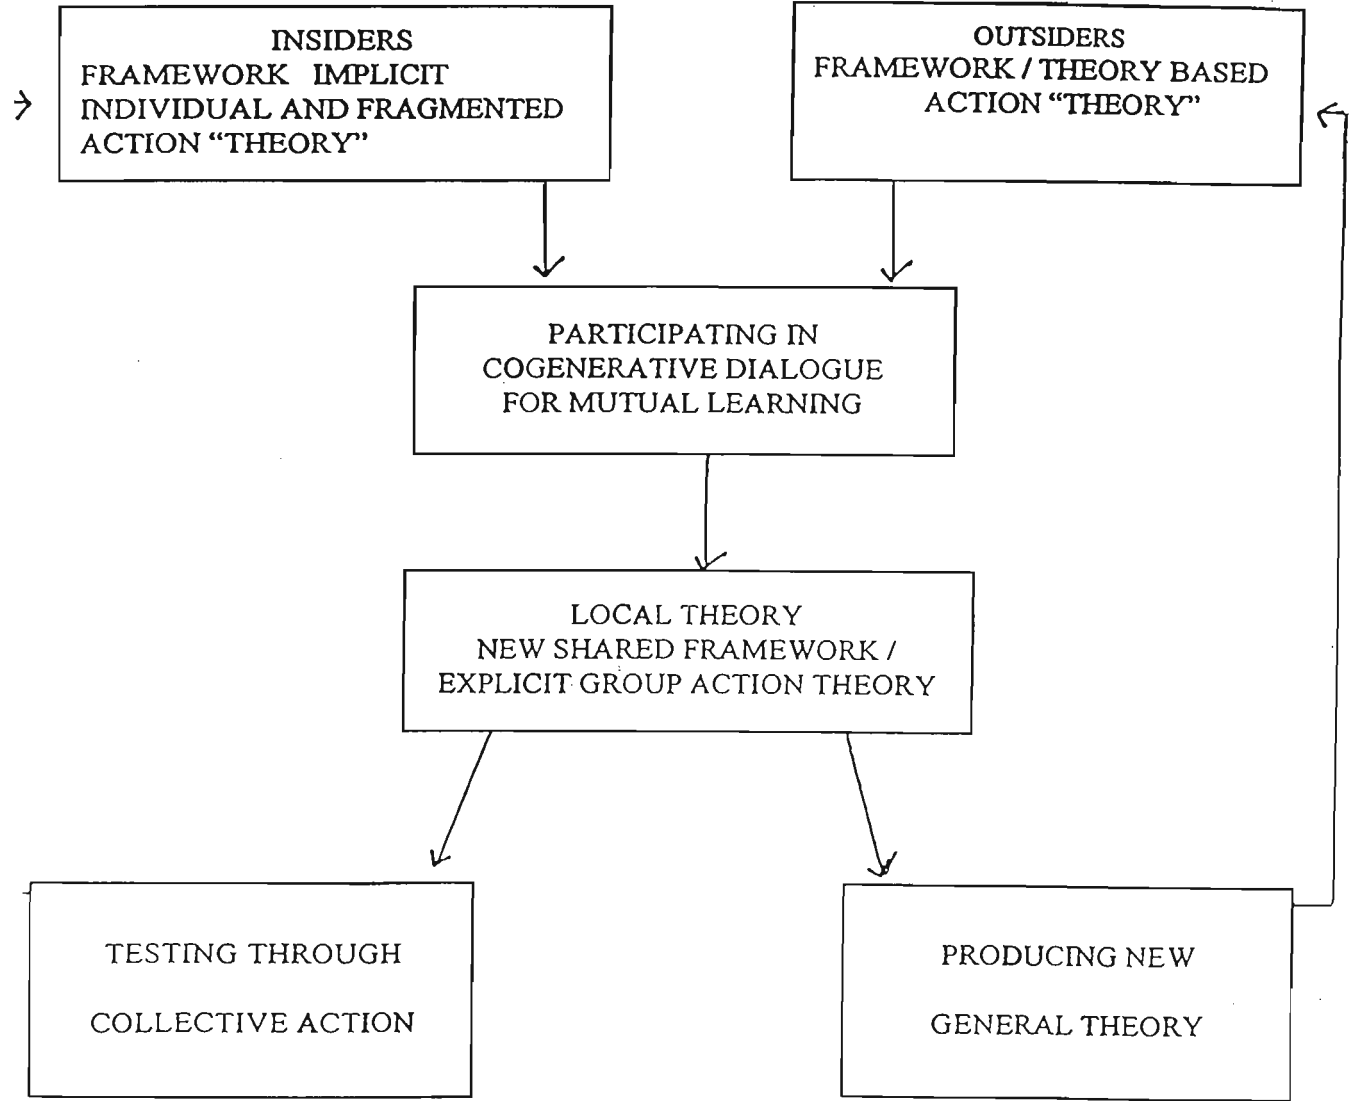 INSIDERS
FRAMEWORK IMPLICIT
INDIVIDUAL AND FRAGMENTED
ACTION “THEORY”
OUTSIDERS
FRAMEWORK / THEORY BASED
ACTION “THEORY”
PARTICIPATING IN
COGENERATIVE DIALOGUE
FOR MUTUAL LEARNING
LOCAL THEORY
NEW SHARED FRAMEWORK /
EXPLICIT GROUP ACTION THEORY
TESTING THROUGH
COLLECTIVE ACTION
PRODUCING NEW
GENERAL THEORY